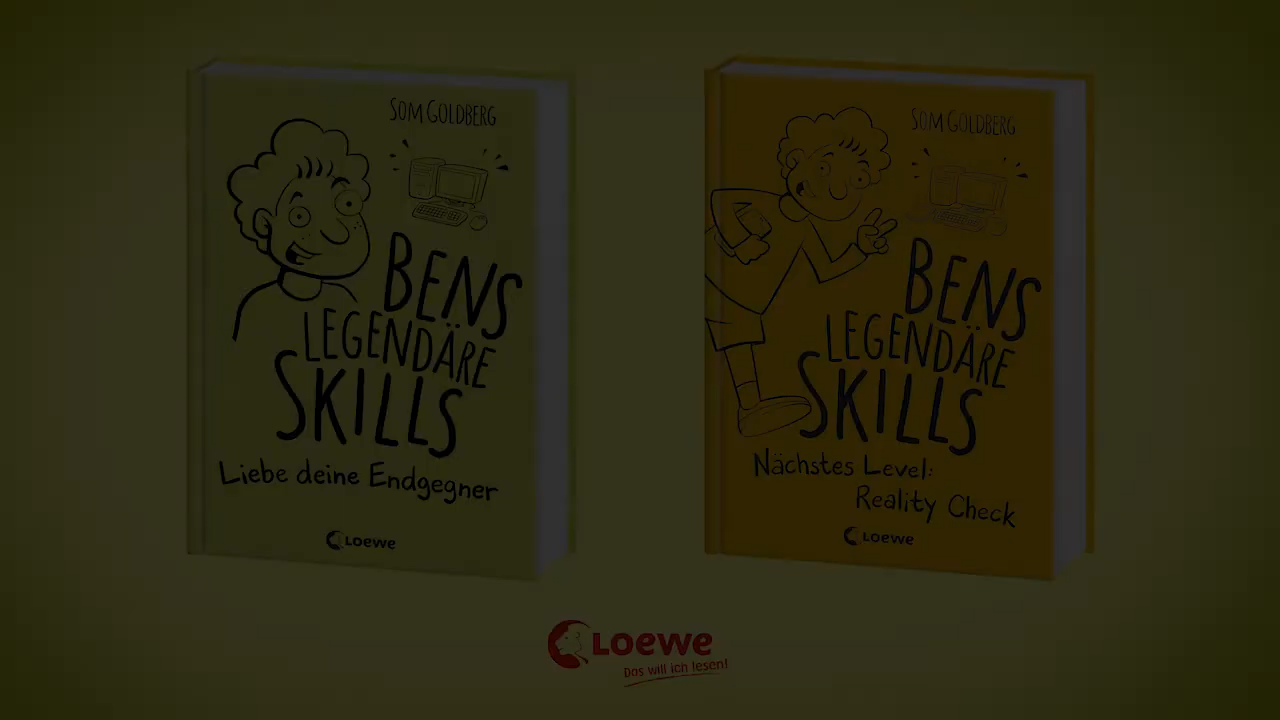 SOM GOLDBERG
BENS
LEGENDÄRE
SKILLS
Liebe deine Endgegner
LOEWE
SOM GOLDBERG
BENS
LEGENDÄRE
SKILLS
Nächstes Level:
Reality Check
LOEWE
LOEWE
Das will ich lesen!